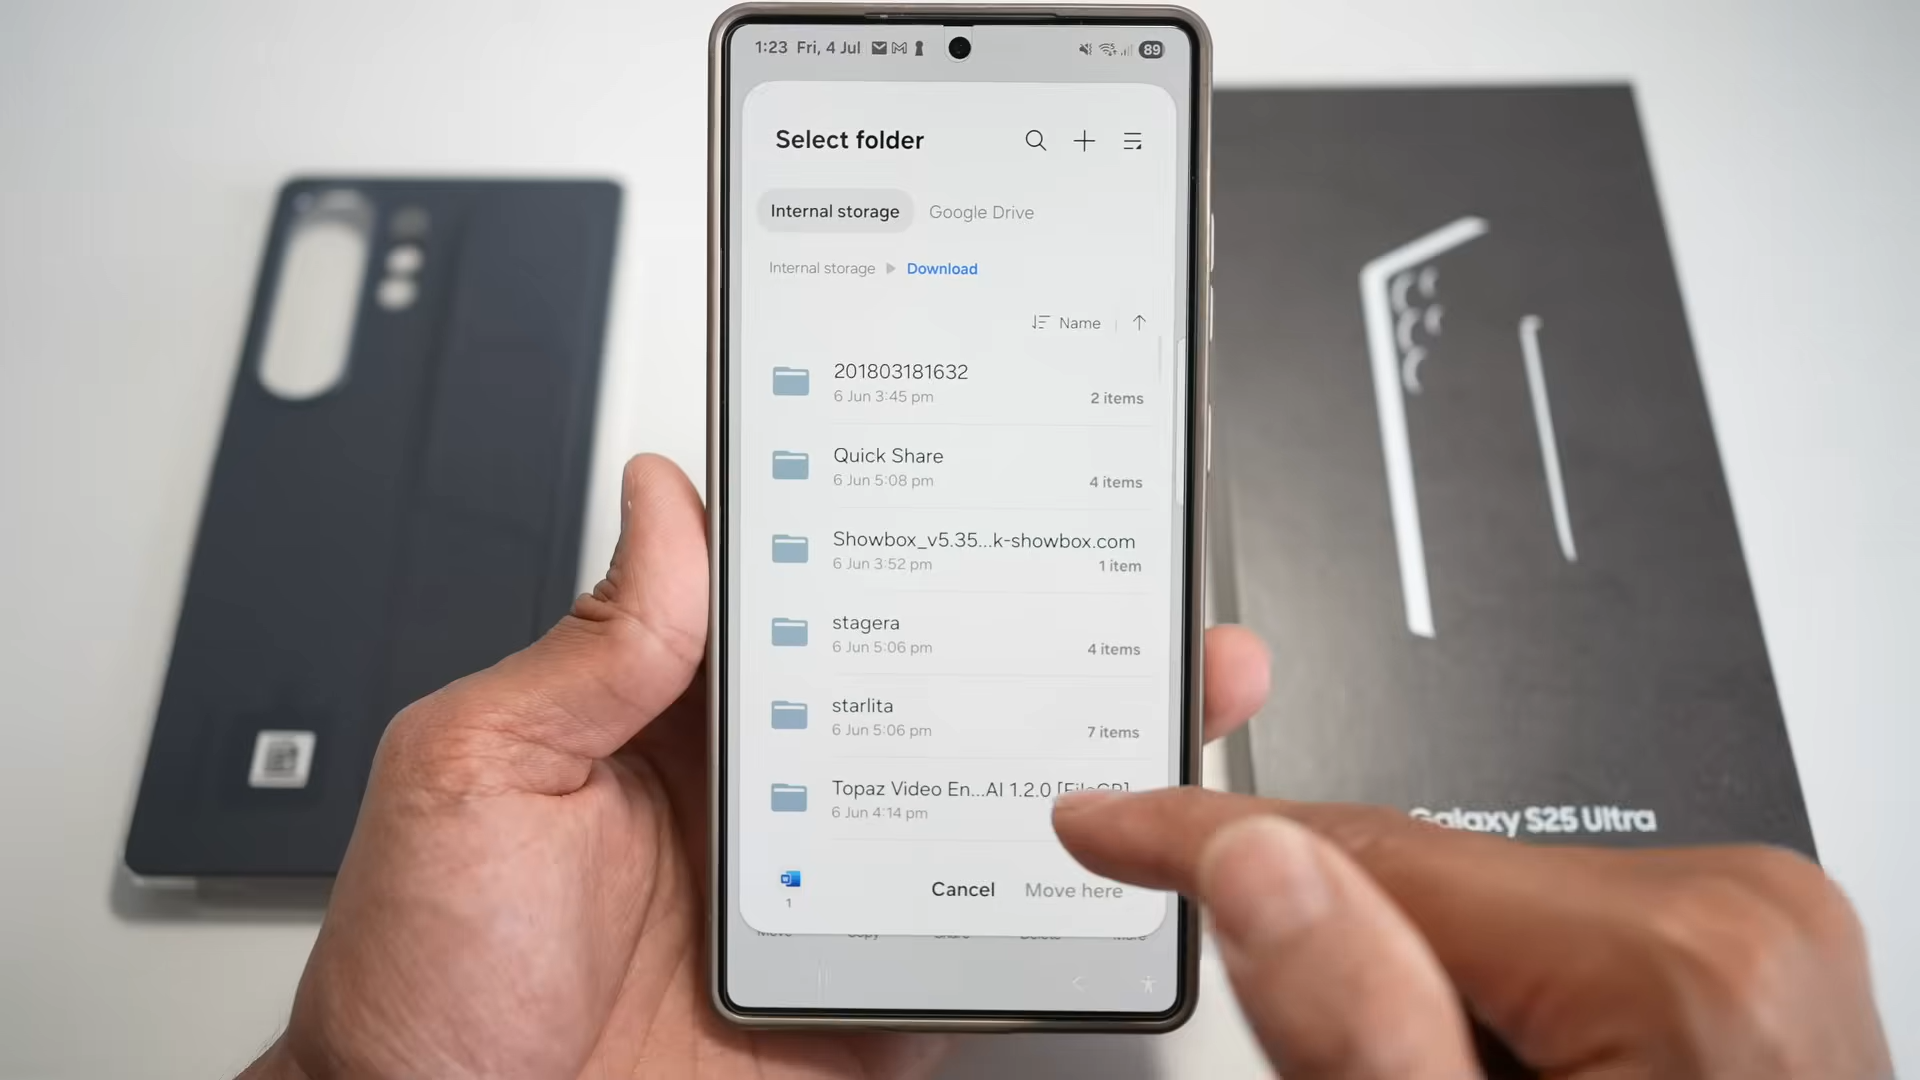 1:23 Fri, 4 Jul
89
Select folder
Internal storage
Google Drive
Internal storage ▶ Download
Name
201803181632
6 Jun 3:45 pm
2 items
Quick Share
6 Jun 5:08 pm
4 items
Showbox_v5.35...k-showbox.com
6 Jun 3:52 pm
1 item
stagera
6 Jun 5:06 pm
4 items
starlita
6 Jun 5:06 pm
7 items
Topaz Video En...AI 1.2.0
6 Jun 4:14 pm
1
Cancel
Move here
Galaxy S25 Ultra